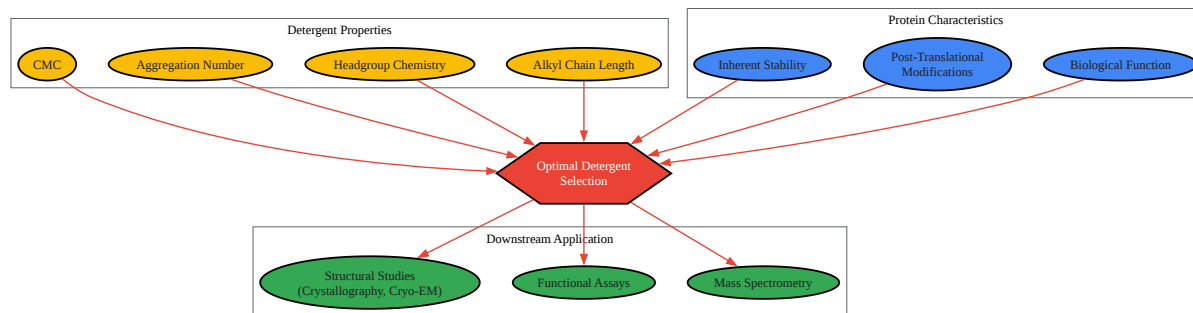 Detergent Properties
CMC
Aggregation Number
Headgroup Chemistry
Alkyl Chain Length
Protein Characteristics
Inherent Stability
Post-Translational
Modifications
Biological Function
Optimal Detergent
Selection
Downstream Application
Structural Studies
(Crystallography, Cryo-EM)
Functional Assays
Mass Spectrometry